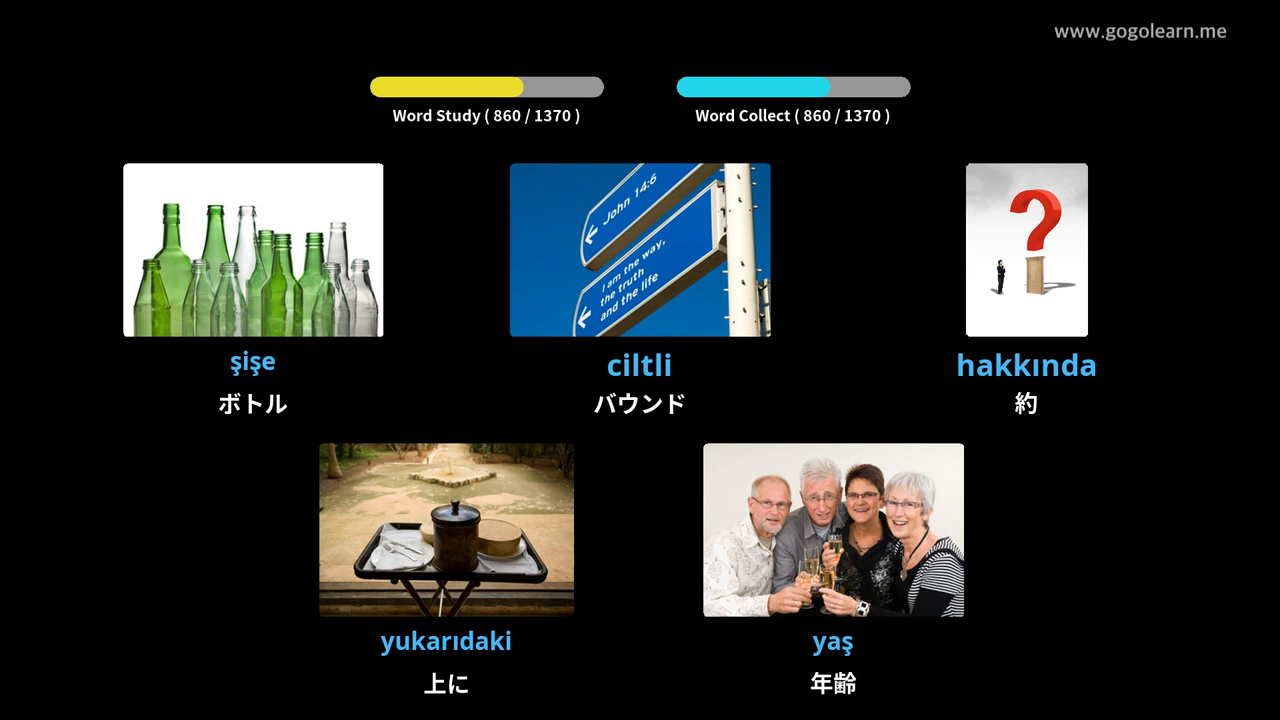 www.gogolearn.me
Word Study ( 860 / 1370 )
Word Collect ( 860 / 1370 )
John 14:6
I am the way,
the truth
and the life
?
şişe
ボトル
ciltli
バウンド
hakkında
約
yukarıdaki
上に
yaş
年齢